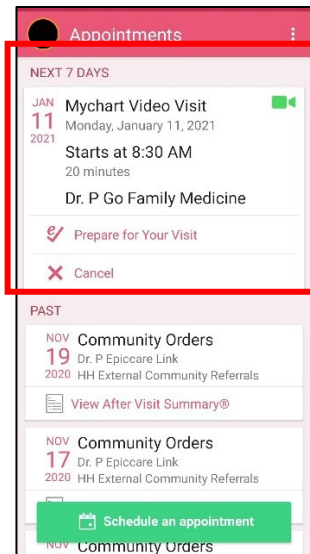 Appointments
NEXT 7 DAYS
JAN
11
2021
Mychart Video Visit
Monday, January 11, 2021
Starts at 8:30 AM
20 minutes
Dr. P Go Family Medicine
Prepare for Your Visit
Cancel
PAST
NOV
19
2020
Community Orders
Dr. P Epiccare Link
HH External Community Referrals
View After Visit Summary®
NOV
17
2020
Community Orders
Dr. P Epiccare Link
HH External Community Referrals
Schedule an appointment
NOV
Community Orders